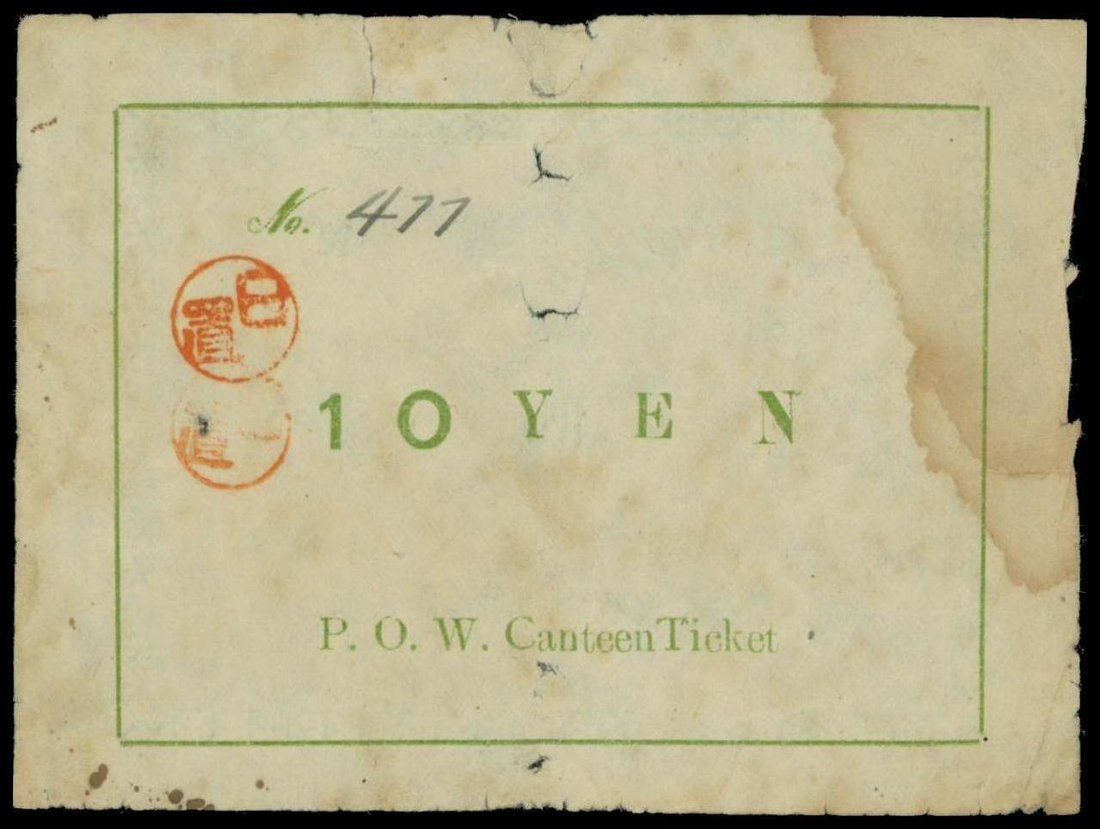 No. 477
10 YEN
P. O. W. Canteen Ticket